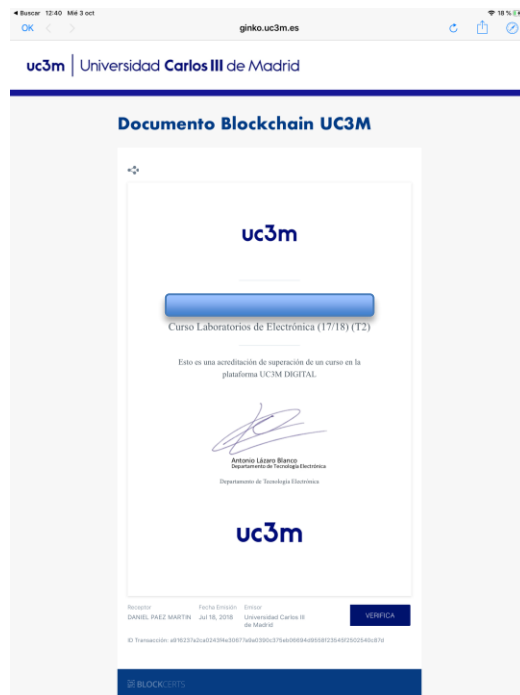 Buscar 12:40 Mié 3 oct 18 %
OK ginko.uc3m.es
uc3m Universidad Carlos III de Madrid
Documento Blockchain UC3M
uc3m
Curso Laboratorios de Electrónica (17/18) (T2)
Esto es una acreditación de superación de un curso en la
plataforma UC3M DIGITAL
Antonio Lázaro Blanco
Departamento de Tecnología Electrónica
Departamento de Tecnología Electrónica
uc3m
Receptor Fecha Emisión Emisor
DANIEL PAEZ MARTIN Jul 18, 2018 Universidad Carlos III
de Madrid
VERIFICA
ID Transacción:
BLOCKCERTS